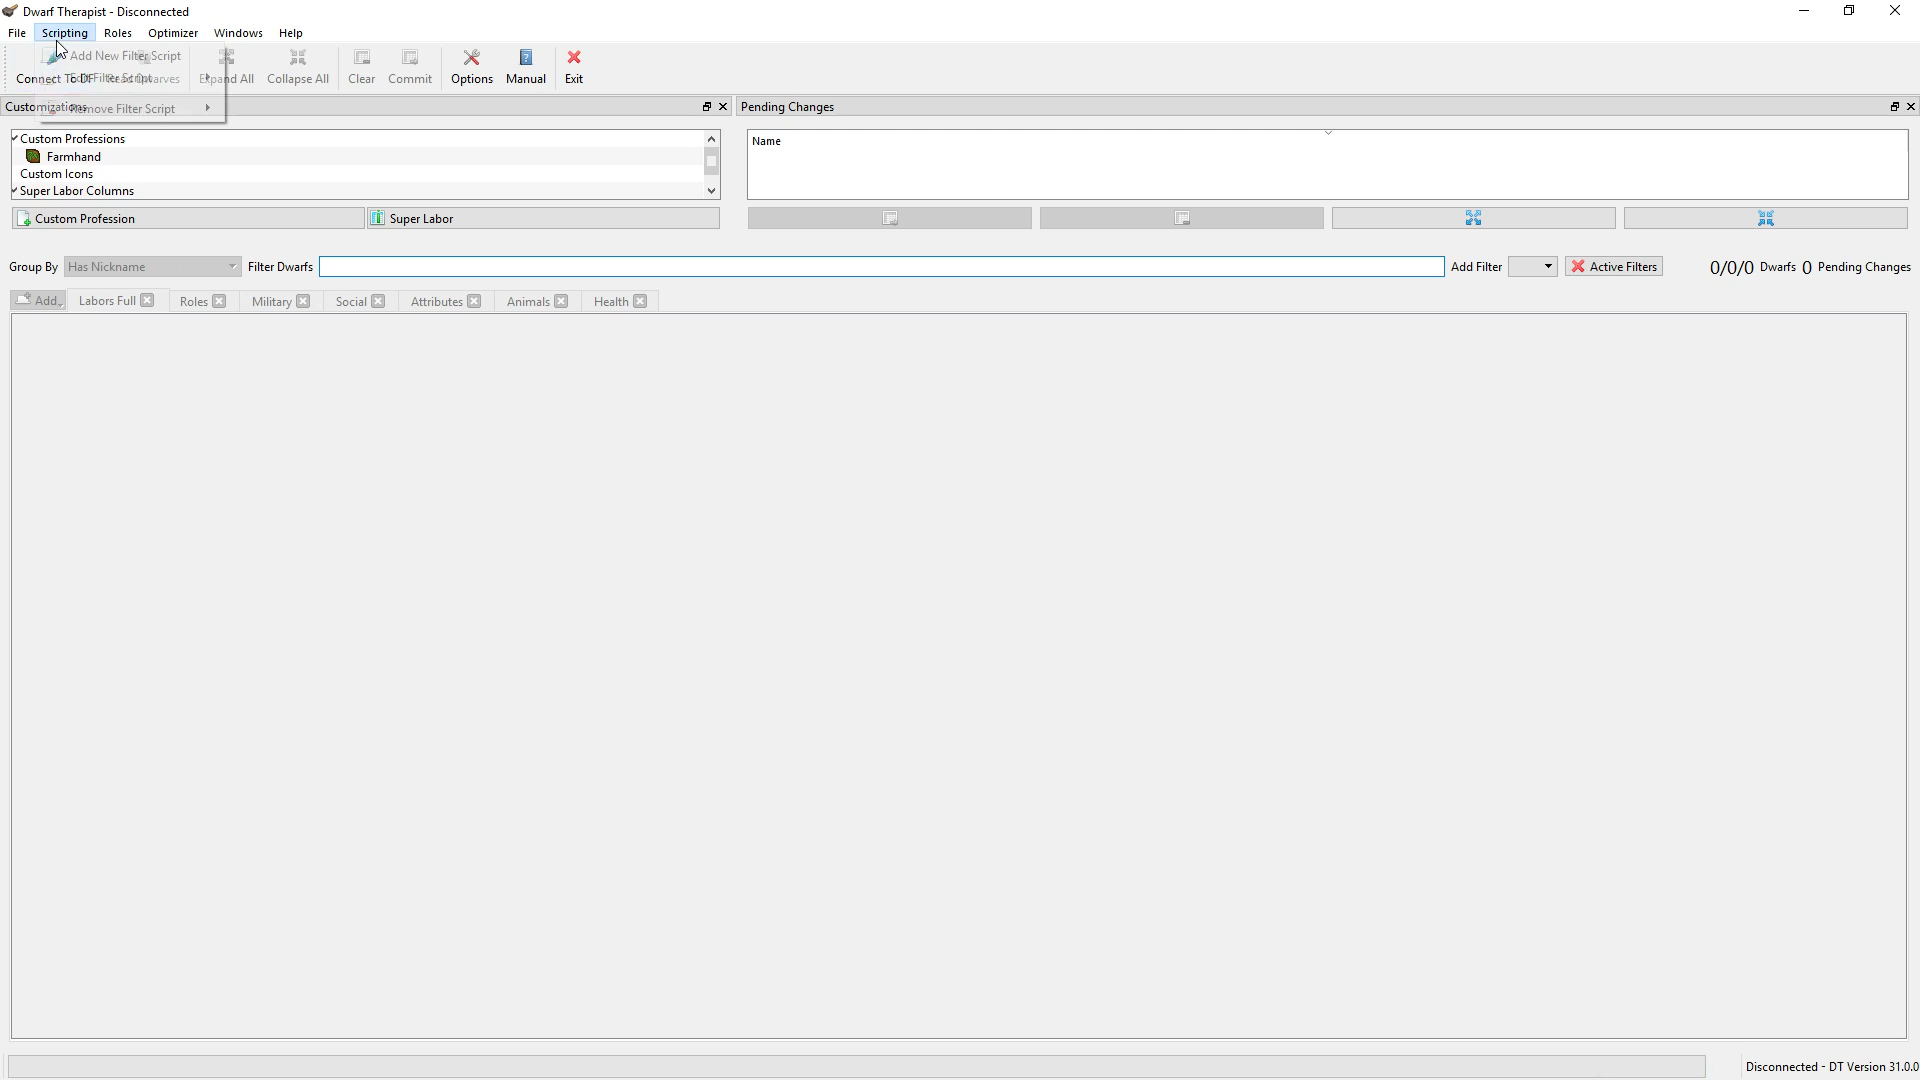 Dwarf Therapist - Disconnected
File Scripting Roles Optimizer Windows Help
Add New Filter Script
Connect To DF Read Dwarves Expand All Collapse All Clear Commit Options Manual Exit
Edit Filter Script
Remove Filter Script
Customizations Pending Changes
Custom Professions
Farmhand
Custom Icons
Super Labor Columns
Name
Custom Profession Super Labor
Group By Has Nickname Filter Dwarfs Add Filter Active Filters 0/0/0 Dwarfs 0 Pending Changes
Add Labors Full Roles Military Social Attributes Animals Health
Disconnected - DT Version 31.0.0